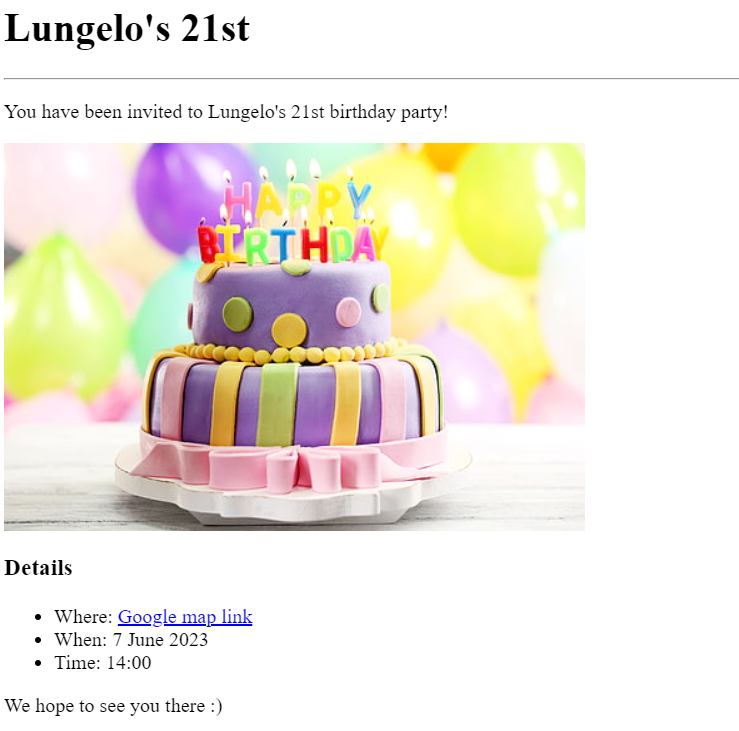 Lungelo's 21st
You have been invited to Lungelo's 21st birthday party!
HAPPY
BIRTHDAY
Details
Where: Google map link
When: 7 June 2023
Time: 14:00
We hope to see you there :)